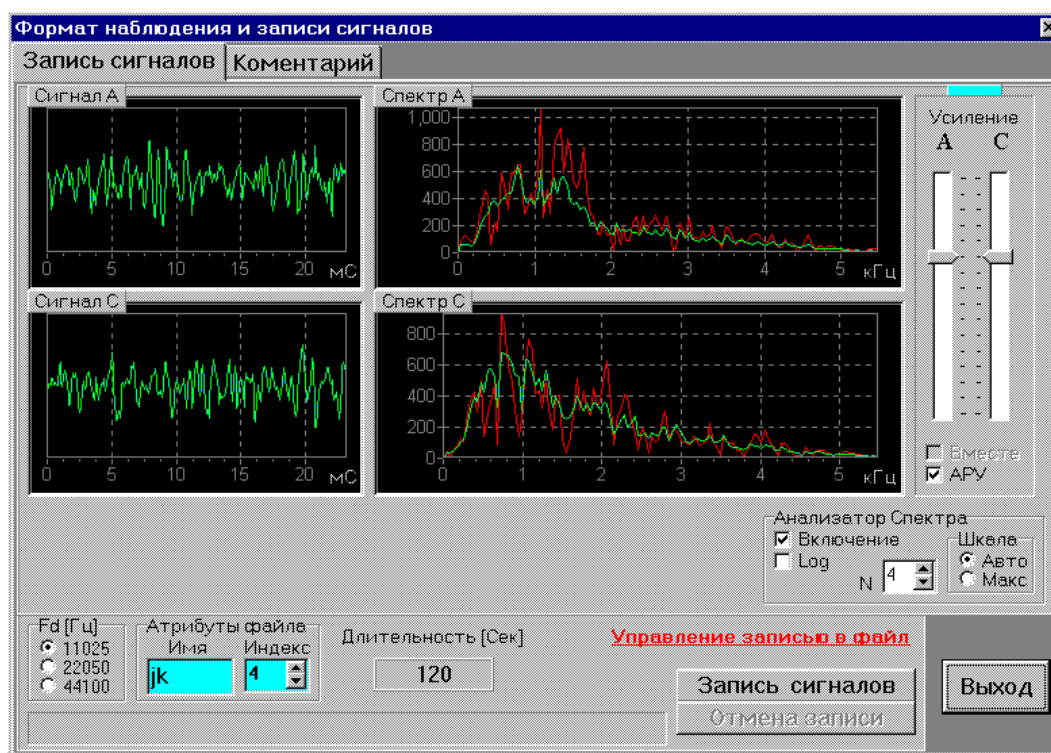 Формат наблюдения и записи сигналов
Запись сигналов Коментарий
Сигнал А
0 5 10 15 20 мС
Спектр А
1,000
800
600
400
200
0
0 1 2 3 4 5 кГц
Сигнал С
0 5 10 15 20 мС
Спектр С
800
600
400
200
0
0 1 2 3 4 5 кГц
Усиление
А С
Вместе
АРУ
Анализатор Спектра
Включение
Log
N 4
Шкала
Авто
Макс
Fd [Гц]
11025
22050
44100
Атрибуты файла
Имя Индекс
jk 4
Длительность [Сек]
120
Управление записью в файл
Запись сигналов
Отмена записи
Выход